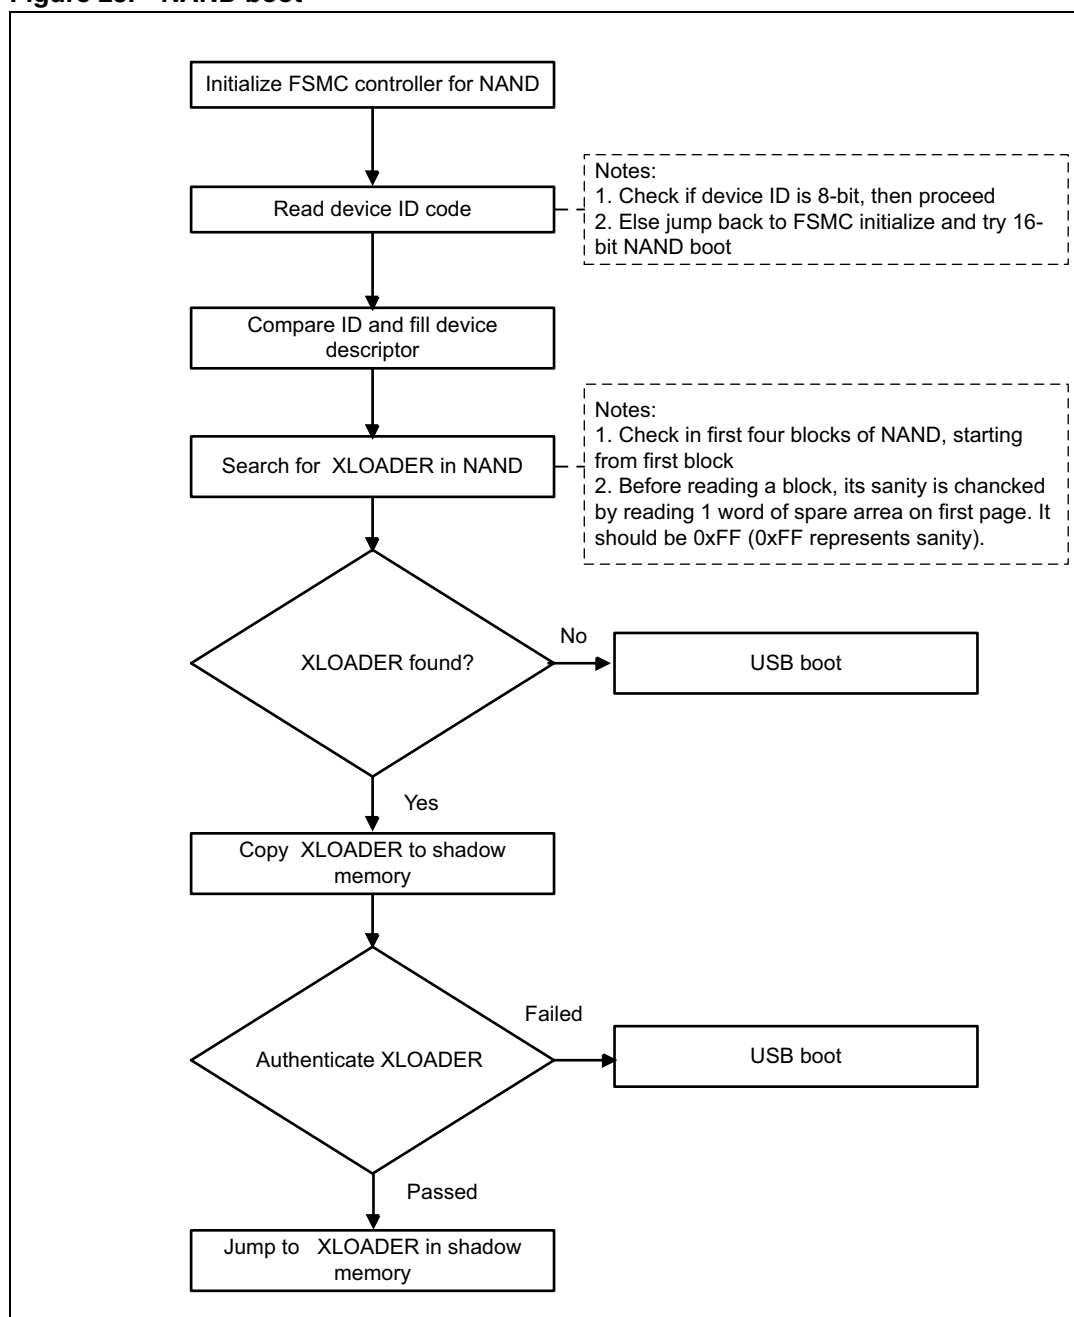 Initialize FSMC controller for NAND
Notes:
1. Check if device ID is 8-bit, then proceed
2. Else jump back to FSMC initialize and try 16-
bit NAND boot
Read device ID code
Compare ID and fill device
descriptor
Notes:
1. Check in first four blocks of NAND, starting
from first block
2. Before reading a block, its sanity is chancked
by reading 1 word of spare arrea on first page. It
should be 0xFF (0xFF represents sanity).
Search for XLOADER in NAND
XLOADER found?
No
USB boot
Yes
Copy XLOADER to shadow
memory
Authenticate XLOADER
Failed
USB boot
Passed
Jump to XLOADER in shadow
memory